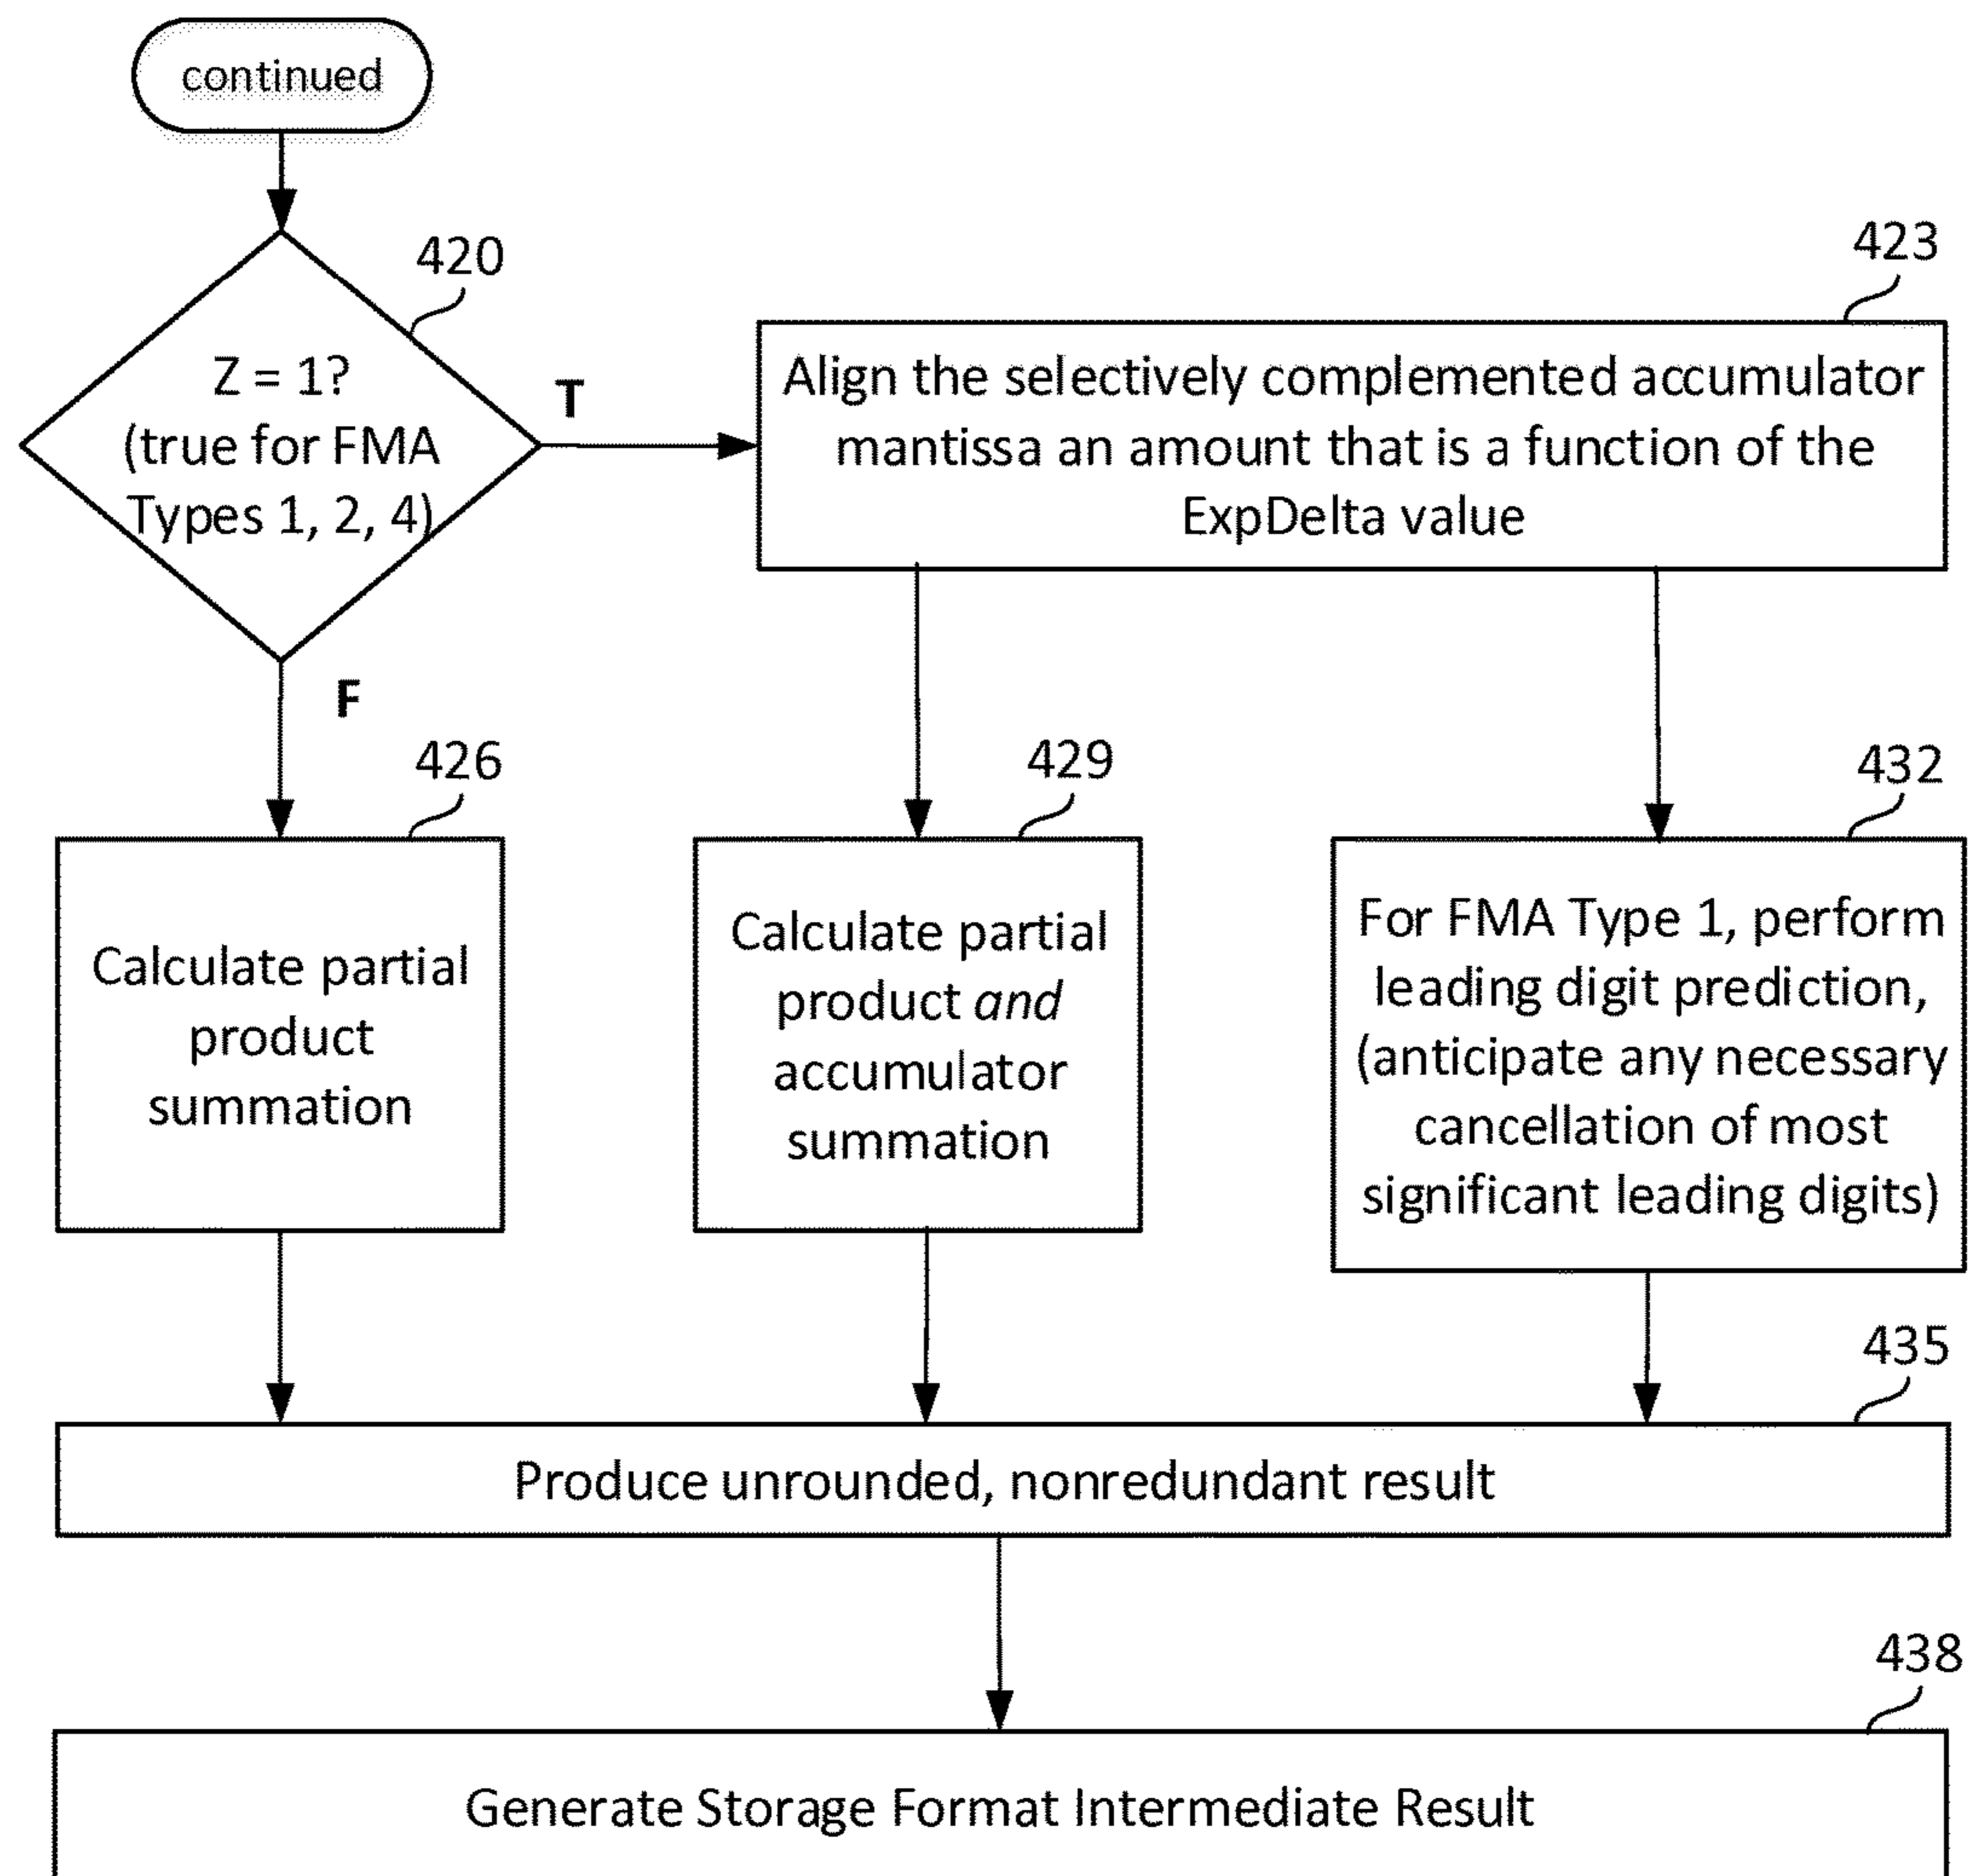 continued
420
Z = 1?
(true for FMA
Types 1, 2, 4)
T
F
423
Align the selectively complemented accumulator
mantissa an amount that is a function of the
ExpDelta value
426
Calculate partial
product
summation
429
Calculate partial
product and
accumulator
summation
432
For FMA Type 1, perform
leading digit prediction,
(anticipate any necessary
cancellation of most
significant leading digits)
435
Produce unrounded, nonredundant result
438
Generate Storage Format Intermediate Result